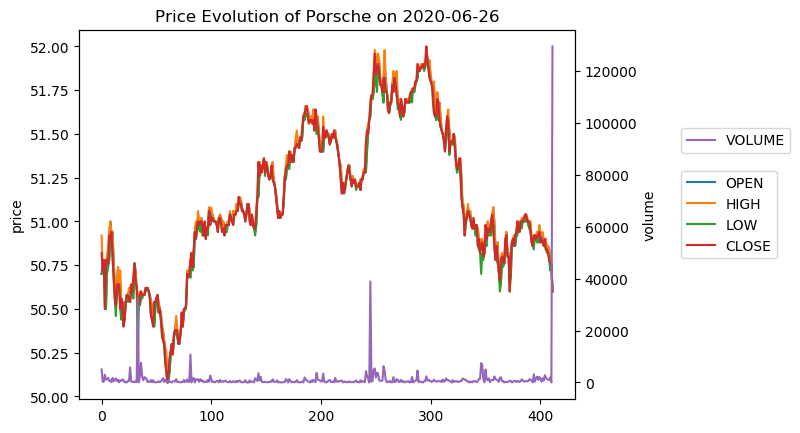 Price Evolution of Porsche on 2020-06-26
52.00
51.75
51.50
51.25
51.00
50.75
50.50
50.25
50.00
price
0
100
200
300
400
120000
100000
80000
60000
40000
20000
0
volume
VOLUME
OPEN
HIGH
LOW
CLOSE